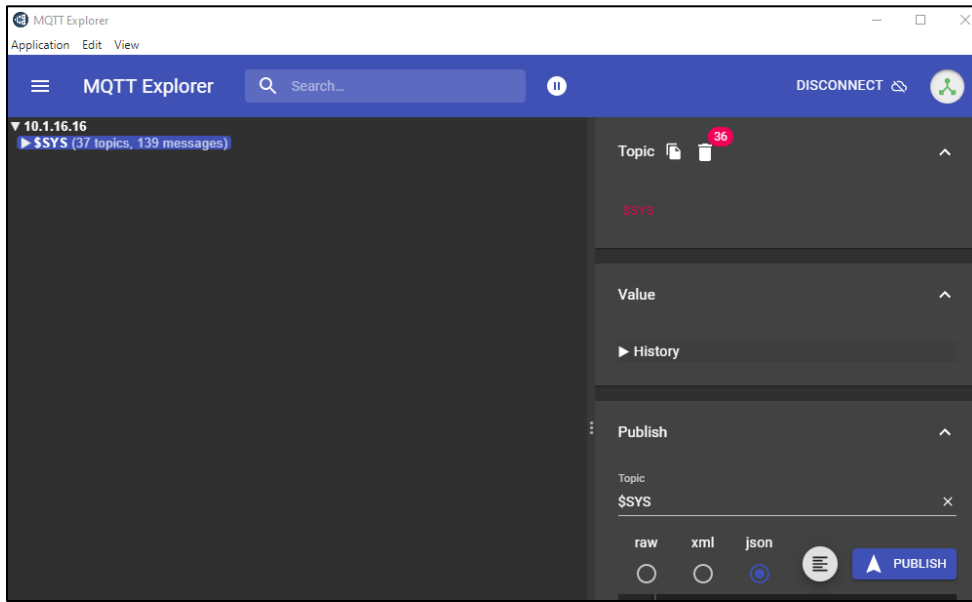 MQTT Explorer
Application Edit View
MQTT Explorer
Search...
DISCONNECT
▼ 10.1.16.16
▶ $SYS (37 topics, 139 messages)
Topic
36
$SYS
Value
▶ History
Publish
Topic
$SYS
raw xml json
PUBLISH